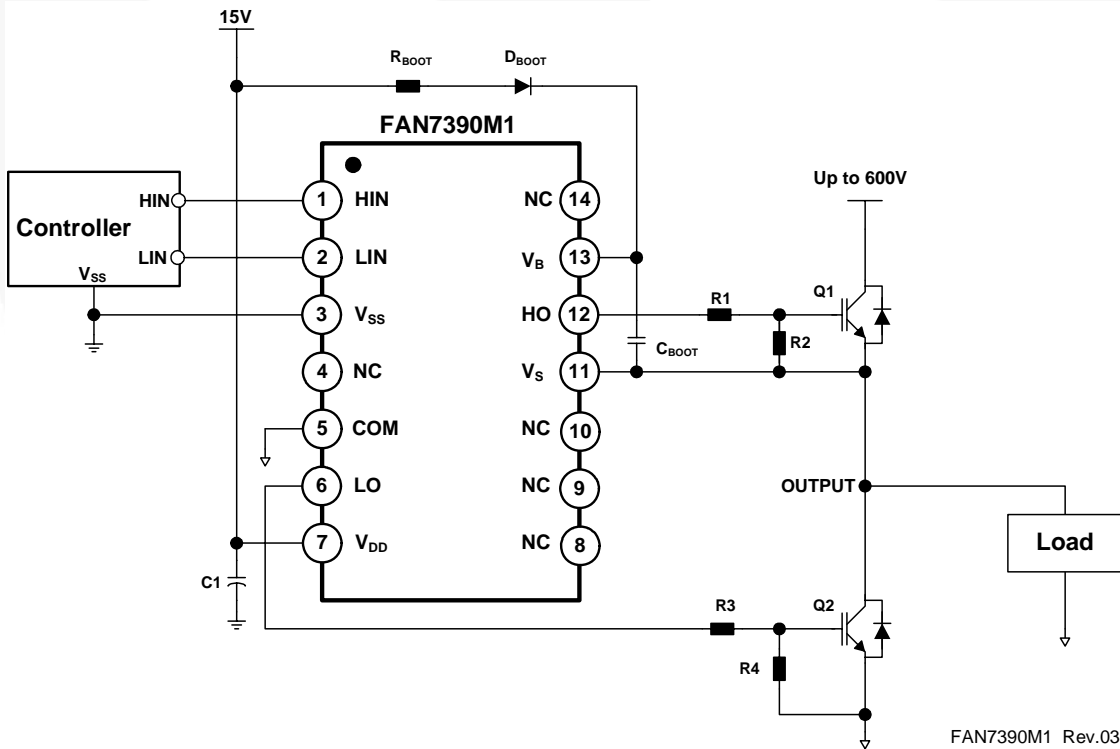 15V
RBOOT
DBOOT
FAN7390M1
Up to 600V
Controller
HIN
LIN
VSS
1 HIN
2 LIN
3 VSS
4 NC
5 COM
6 LO
7 VDD
NC 14
VB 13
HO 12
VS 11
NC 10
NC 9
NC 8
R1
R2
Q1
CBOOT
OUTPUT
Load
C1
R3
R4
Q2
FAN7390M1 Rev.03